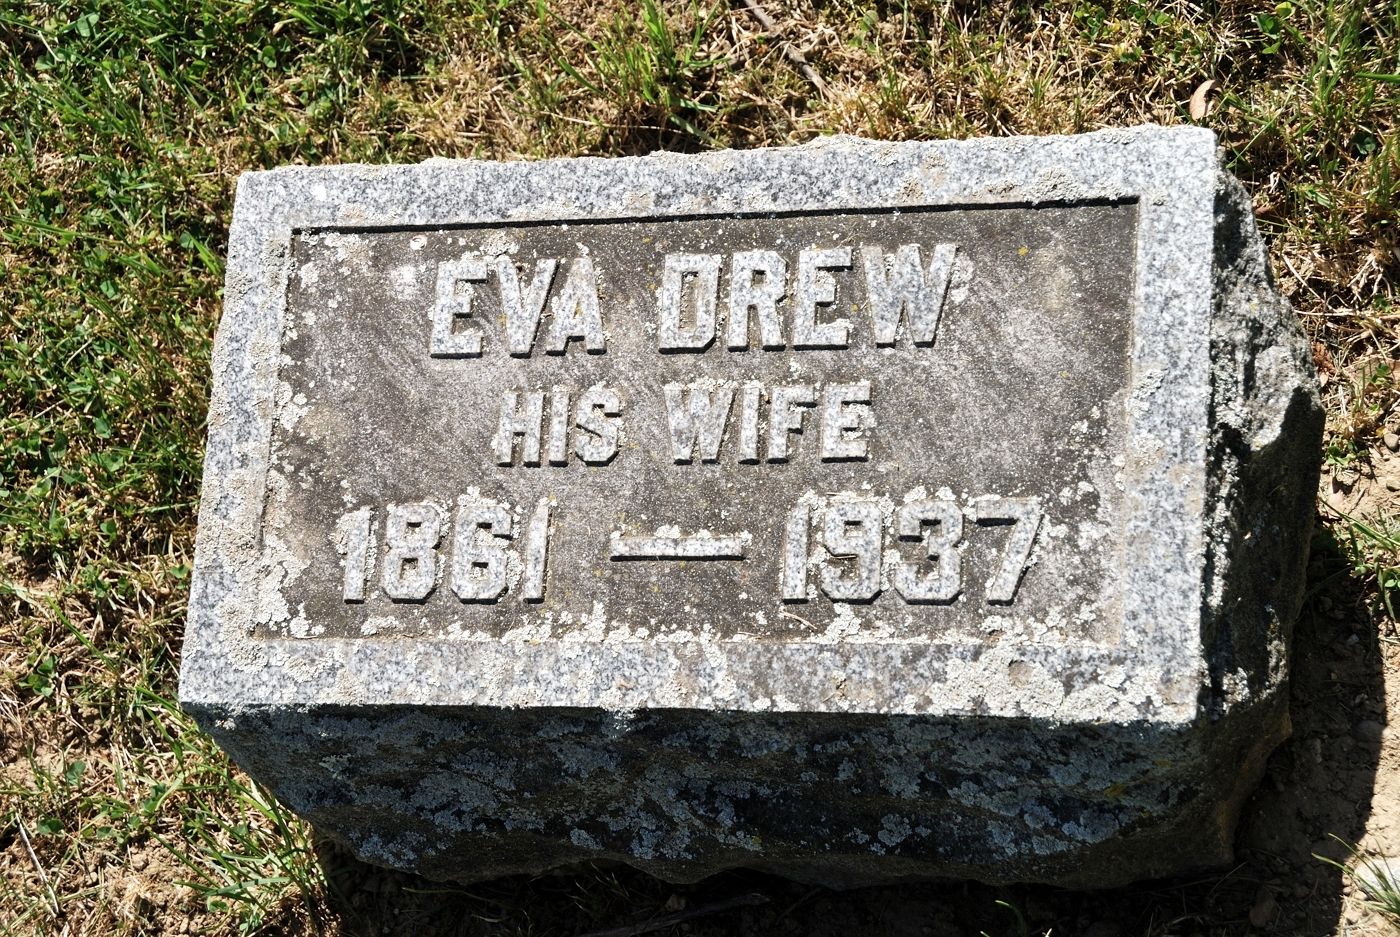 EVA DREW
HIS WIFE
1861 — 1937